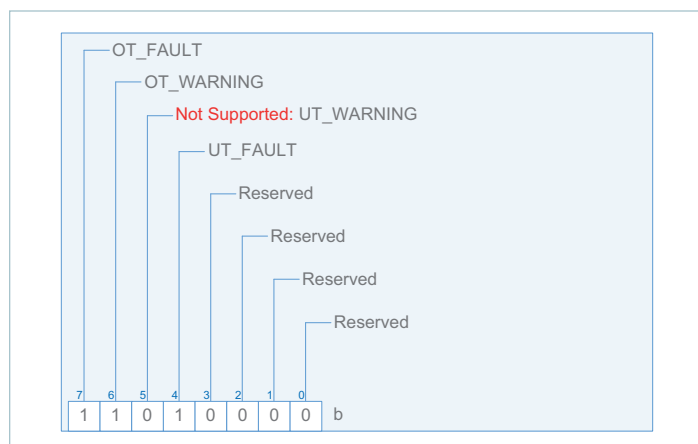 OT_FAULT
OT_WARNING
Not Supported: UT_WARNING
UT_FAULT
Reserved
Reserved
Reserved
Reserved
7 6 5 4 3 2 1 0
1 1 0 1 0 0 0 0 b